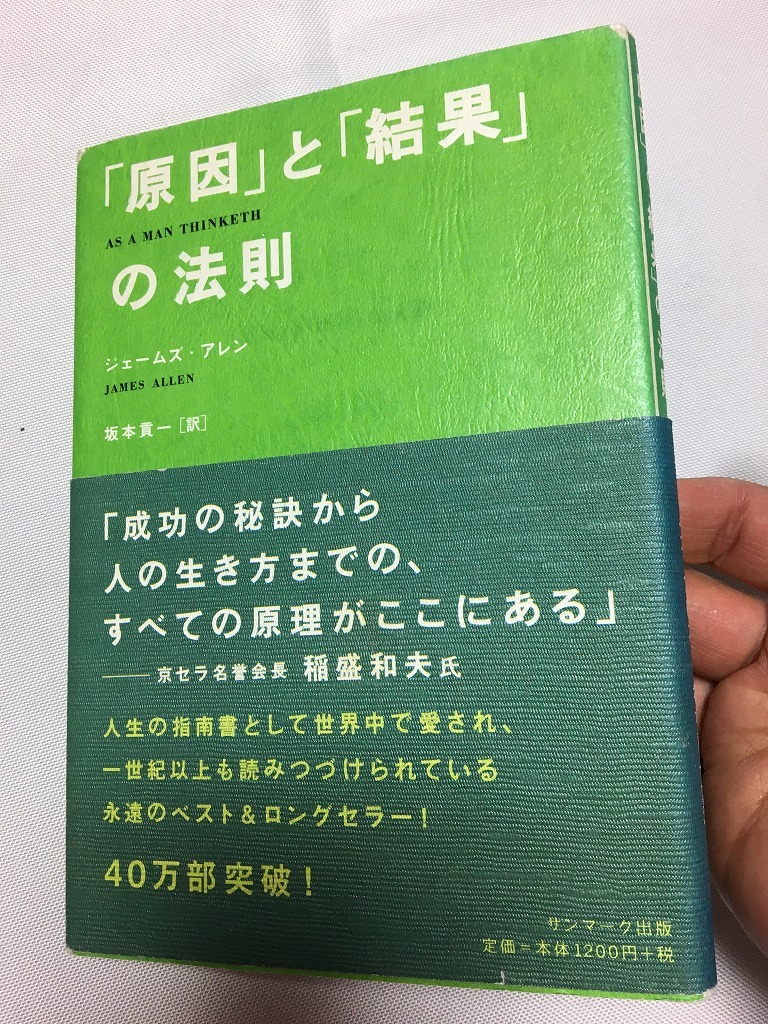 「原因」と「結果」
AS A MAN THINKETH
の法則
ジェームズ・アレン
JAMES ALLEN
坂本貢一[訳]
「成功の秘訣から
人の生き方までの、
すべての原理がここにある」
──京セラ名誉会長 稲盛和夫氏
人生の指南書として世界中で愛され、
一世紀以上も読みつづけられている
永遠のベスト&ロングセラー!
40万部突破!
サンマーク出版
定価=本体1200円+税